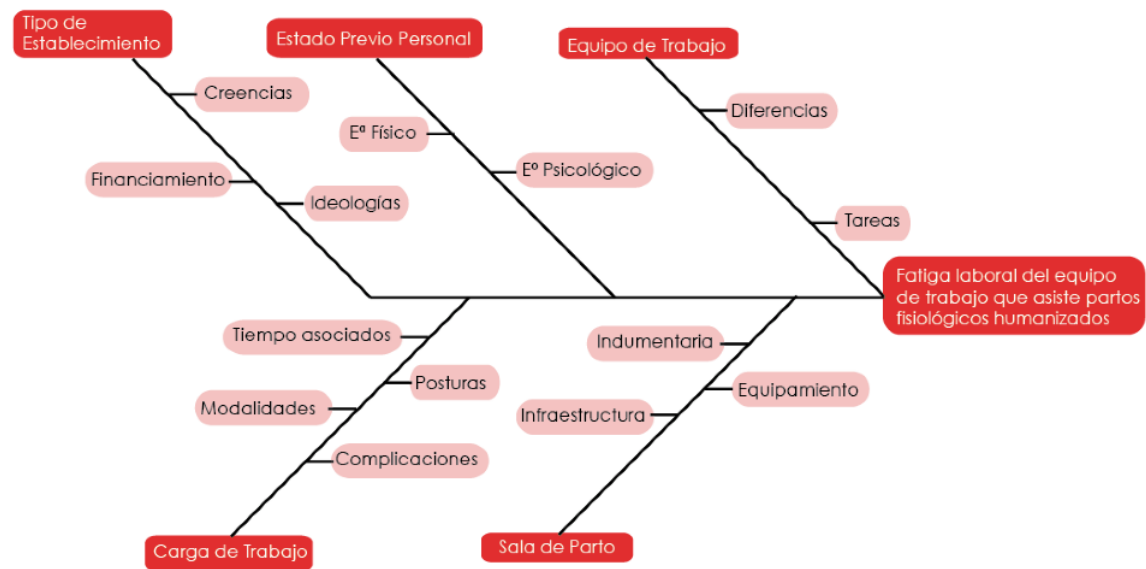 Tipo de
Establecimiento
Estado Previo Personal
Equipo de Trabajo
Creencias
Diferencias
Eª Físico
Eº Psicológico
Financiamiento
Ideologías
Tareas
Fatiga laboral del equipo
de trabajo que asiste partos
fisiológicos humanizados
Tiempo asociados
Indumentaria
Posturas
Equipamiento
Modalidades
Infraestructura
Complicaciones
Carga de Trabajo
Sala de Parto